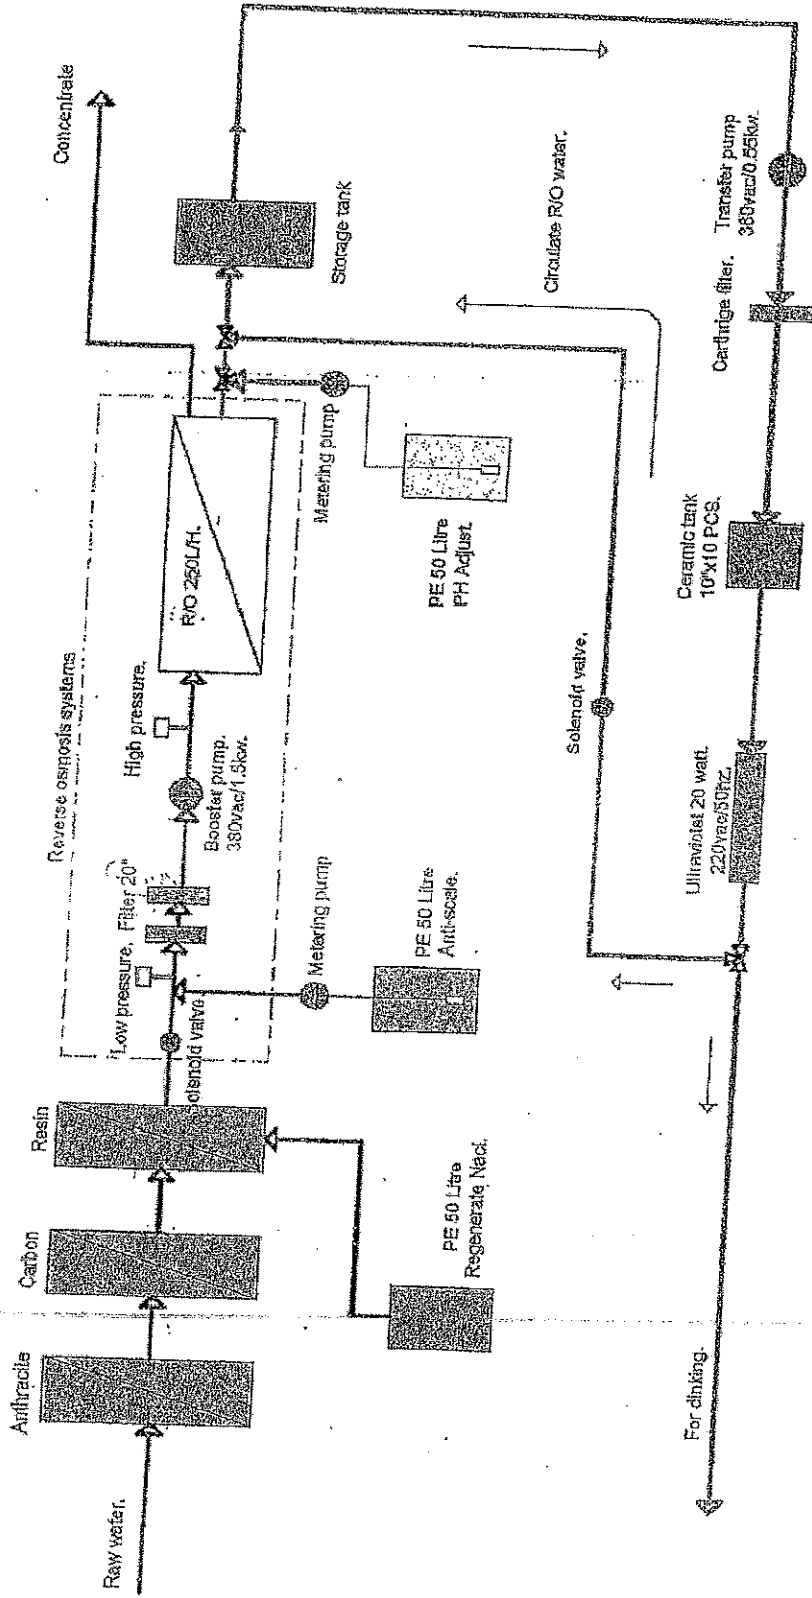 Raw water.
Anthracite
Carbon
Resin
PE 50 Litre
Regenerate Nacl.
Reverse osmosis systems
Solenoid valve
Low pressure.
Filter 20"
Metering pump
PE 50 Litre
Anti-scale.
Booster pump.
380vac/1.5kw.
High pressure.
R/O 250L/H.
Metering pump
PE 50 Litre
PH Adjust.
Concentrate
Storage tank
Circulate R/O water.
Solenoid valve.
Transfer pump
380vac/0.55kw.
Carthrige filter.
Ceramic tank
10"x10 PCS.
Ultraviolet 20 watt.
220vac/50hz.
For dinking.